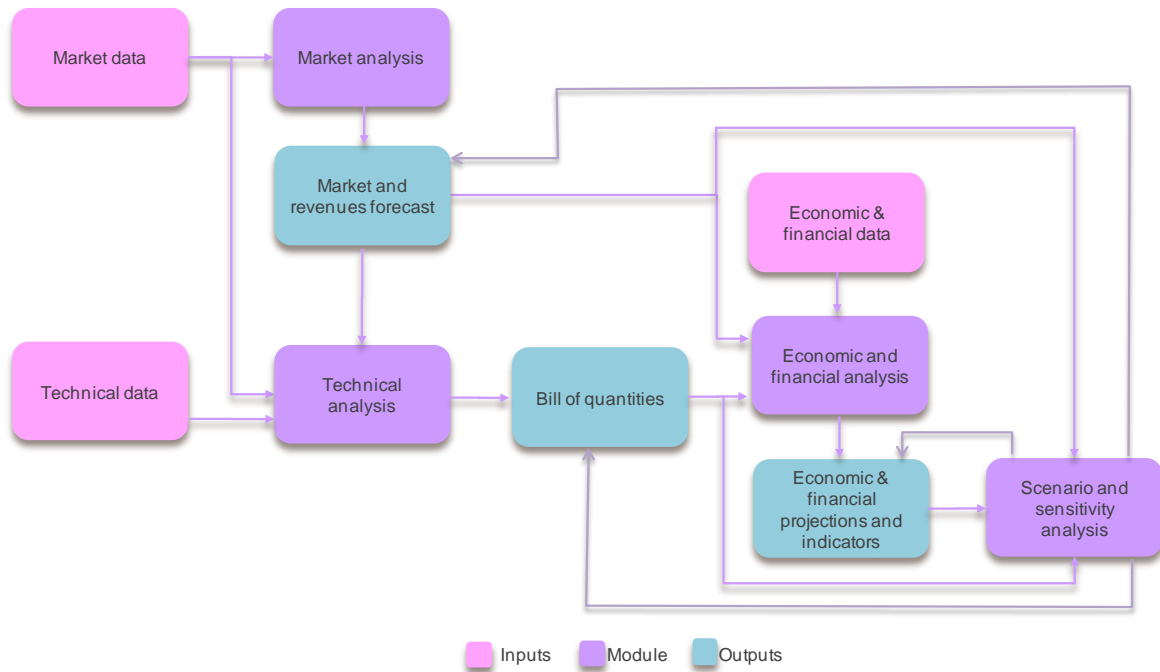 Market data
Market analysis
Market and
revenues forecast
Economic &
financial data
Technical data
Technical
analysis
Bill of quantities
Economic and
financial analysis
Economic &
financial
projections and
indicators
Scenario and
sensitivity
analysis
Inputs
Module
Outputs